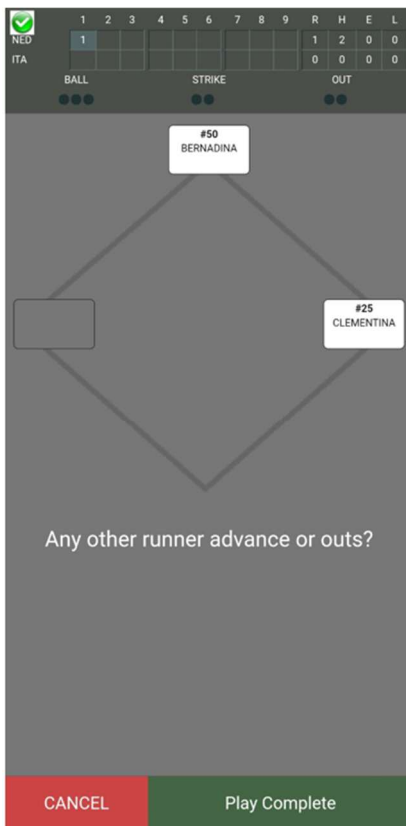 1 2 3 4 5 6 7 8 9 R H E L
NED 1 1 2 0 0
ITA 0 0 0 0
BALL STRIKE OUT
#50
BERNADINA
#25
CLEMENTINA
Any other runner advance or outs?
CANCEL Play Complete